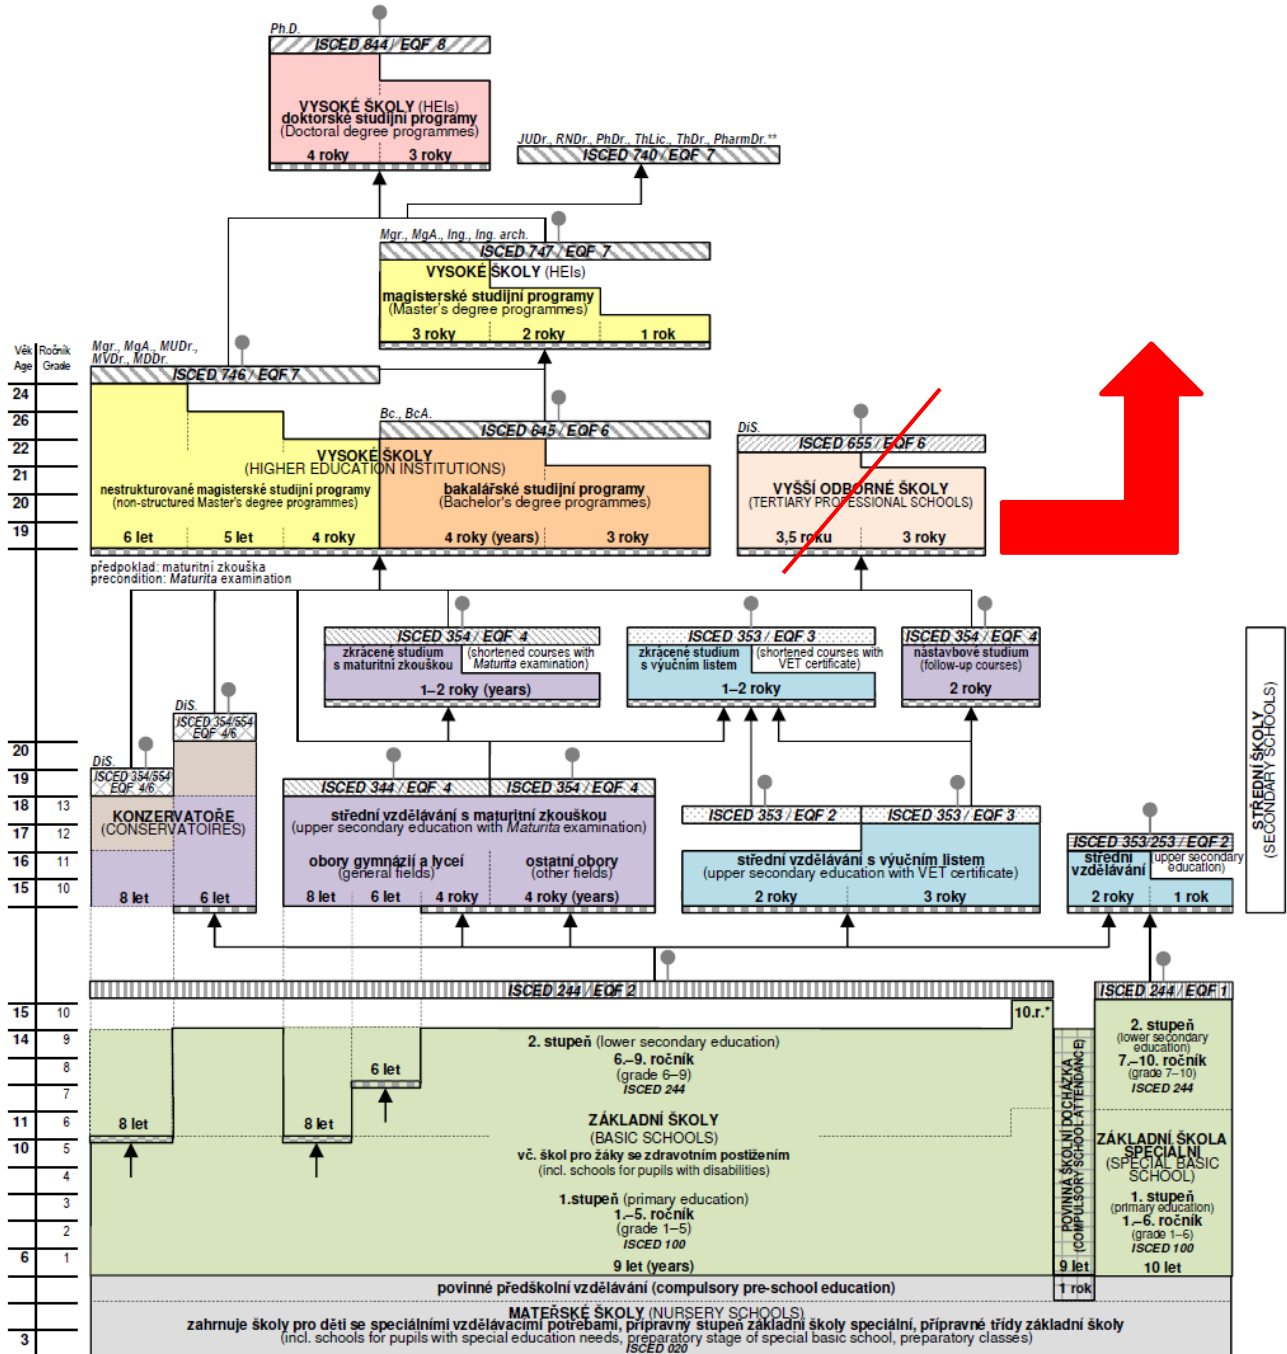 Ph.D.
ISCED 844 / EQF 8
VYSOKÉ ŠKOLY (HEIs)
doktorské studijní programy
(Doctoral degree programmes)
4 roky
3 roky
JUDr., RNDr., PhDr., ThLic., ThDr., PharmDr.**
ISCED 740 / EQF 7
Mgr., MgA., Ing., Ing. arch.
ISCED 747 / EQF 7
VYSOKÉ ŠKOLY (HEIs)
magisterské studijní programy
(Master's degree programmes)
3 roky
2 roky
1 rok
Věk
Age
Ročník
Grade
Mgr., MgA., MUDr.,
MVDr., MDDr.
ISCED 746 / EQF 7
24
26
22
21
20
19
Bc., BcA.
ISCED 645 / EQF 6
VYSOKÉ ŠKOLY
(HIGHER EDUCATION INSTITUTIONS)
nestrukturované magisterské studijní programy
(non-structured Master's degree programmes)
6 let
5 let
4 roky
bakalářské studijní programy
(Bachelor's degree programmes)
4 roky (years)
3 roky
DiS.
ISCED 655 / EQF 6
VYŠŠÍ ODBORNÉ ŠKOLY
(TERTIARY PROFESSIONAL SCHOOLS)
3,5 roku
3 roky
předpoklad: maturitní zkouška
precondition: Maturita examination
ISCED 354 / EQF 4
zkrácené studium
s maturitní zkouškou
(shortened courses with
Maturita examination)
1–2 roky (years)
ISCED 353 / EQF 3
zkrácené studium
s výučním listem
(shortened courses with
VET certificate)
1–2 roky
ISCED 354 / EQF 4
nástavbové studium
(follow-up courses)
2 roky
STŘEDNÍ ŠKOLY
(SECONDARY SCHOOLS)
20
19
18 13
17 12
16 11
15 10
DiS.
ISCED 354/554
EQF 4/6
DiS.
ISCED 354/554
EQF 4/6
KONZERVATOŘE
(CONSERVATOIRES)
8 let
6 let
ISCED 344 / EQF 4
ISCED 354 / EQF 4
střední vzdělávání s maturitní zkouškou
(upper secondary education with Maturita examination)
obory gymnázií a lyceí
(general fields)
ostatní obory
(other fields)
8 let
6 let
4 roky
4 roky (years)
ISCED 353 / EQF 2
ISCED 353 / EQF 3
střední vzdělávání s výučním listem
(upper secondary education with VET certificate)
2 roky
3 roky
ISCED 353/253 / EQF 2
střední
vzdělávání
(upper secondary
education)
2 roky
1 rok
ISCED 244 / EQF 2
ISCED 244 / EQF 1
15 10
14 9
8
7
11 6
10 5
4
3
2
6 1
3
10.r.*
2. stupeň (lower secondary education)
6.–9. ročník
(grade 6–9)
ISCED 244
6 let
8 let
8 let
ZÁKLADNÍ ŠKOLY
(BASIC SCHOOLS)
vč. škol pro žáky se zdravotním postižením
(incl. schools for pupils with disabilities)
1.stupeň (primary education)
1.–5. ročník
(grade 1–5)
ISCED 100
9 let (years)
POVINNÁ ŠKOLNÍ DOCHÁZKA
(COMPULSORY SCHOOL ATTENDANCE)
9 let
1 rok
2. stupeň
(lower secondary
education)
7.–10. ročník
(grade 7–10)
ISCED 244
ZÁKLADNÍ ŠKOLA
SPECIÁLNÍ
(SPECIAL BASIC
SCHOOL)
1. stupeň
(primary education)
1.–6. ročník
(grade 1–6)
ISCED 100
10 let
povinné předškolní vzdělávání (compulsory pre-school education)
MATEŘSKÉ ŠKOLY (NURSERY SCHOOLS)
zahrnuje školy pro děti se speciálními vzdělávacími potřebami, přípravný stupeň základní školy speciální, přípravné třídy základní školy
(incl. schools for pupils with special education needs, preparatory stage of special basic school, preparatory classes)
ISCED 020